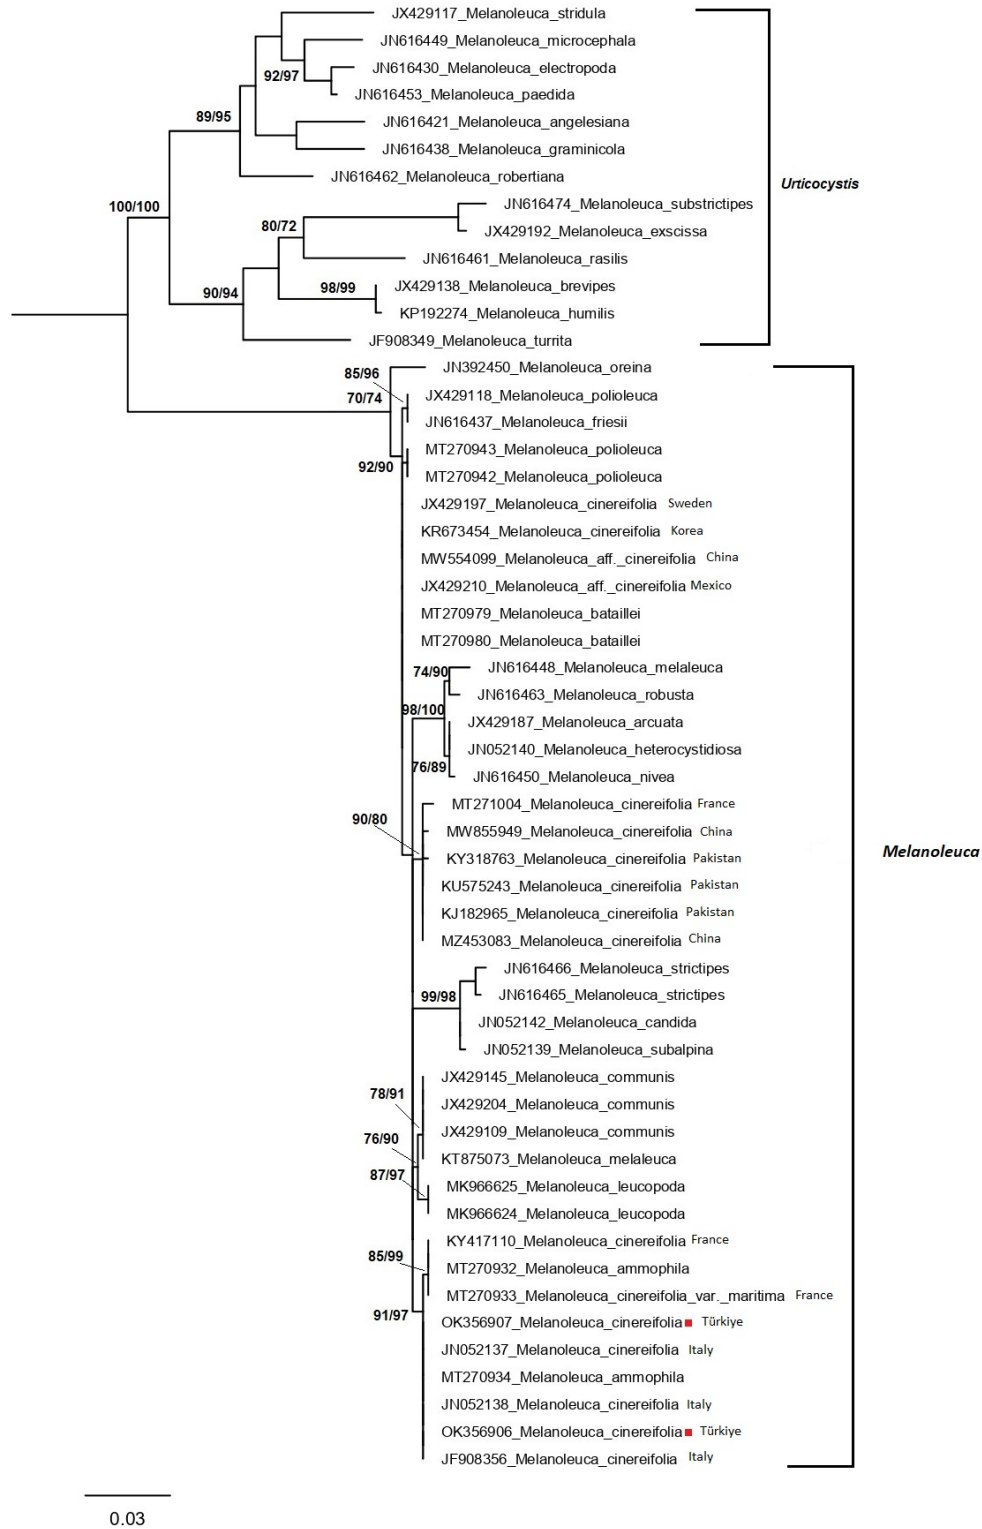 JX429117_Melanoleuca_stridula
JN616449_Melanoleuca_microcephala
92/97
JN616430_Melanoleuca_electropoda
JN616453_Melanoleuca_paedida
89/95
JN616421_Melanoleuca_angelesiana
JN616438_Melanoleuca_graminicola
JN616462_Melanoleuca_robertiana
Urticocystis
100/100
JN616474_Melanoleuca_substrictipes
80/72
JX429192_Melanoleuca_exscissa
JN616461_Melanoleuca_rasilis
90/94
98/99
JX429138_Melanoleuca_brevipes
KP192274_Melanoleuca_humilis
JF908349_Melanoleuca_turrita
JN392450_Melanoleuca_oreina
85/96
70/74
JX429118_Melanoleuca_polioleuca
JN616437_Melanoleuca_friesii
MT270943_Melanoleuca_polioleuca
92/90
MT270942_Melanoleuca_polioleuca
JX429197_Melanoleuca_cinereifolia Sweden
KR673454_Melanoleuca_cinereifolia Korea
MW554099_Melanoleuca_aff._cinereifolia China
JX429210_Melanoleuca_aff._cinereifolia Mexico
MT270979_Melanoleuca_bataillei
MT270980_Melanoleuca_bataillei
74/90
JN616448_Melanoleuca_melaleuca
JN616463_Melanoleuca_robusta
98/100
JX429187_Melanoleuca_arcuata
JN052140_Melanoleuca_heterocystidiosa
76/89
JN616450_Melanoleuca_nivea
MT271004_Melanoleuca_cinereifolia France
90/80
MW855949_Melanoleuca_cinereifolia China
Melanoleuca
KY318763_Melanoleuca_cinereifolia Pakistan
KU575243_Melanoleuca_cinereifolia Pakistan
KJ182965_Melanoleuca_cinereifolia Pakistan
MZ453083_Melanoleuca_cinereifolia China
JN616466_Melanoleuca_strictipes
99/98
JN616465_Melanoleuca_strictipes
JN052142_Melanoleuca_candida
JN052139_Melanoleuca_subalpina
JX429145_Melanoleuca_communis
78/91
JX429204_Melanoleuca_communis
JX429109_Melanoleuca_communis
76/90
KT875073_Melanoleuca_melaleuca
87/97
MK966625_Melanoleuca_leucopoda
MK966624_Melanoleuca_leucopoda
KY417110_Melanoleuca_cinereifolia France
85/99
MT270932_Melanoleuca_ammophila
MT270933_Melanoleuca_cinereifolia_var._maritima France
91/97
OK356907_Melanoleuca_cinereifolia Türkiye
JN052137_Melanoleuca_cinereifolia Italy
MT270934_Melanoleuca_ammophila
JN052138_Melanoleuca_cinereifolia Italy
OK356906_Melanoleuca_cinereifolia Türkiye
JF908356_Melanoleuca_cinereifolia Italy
0.03